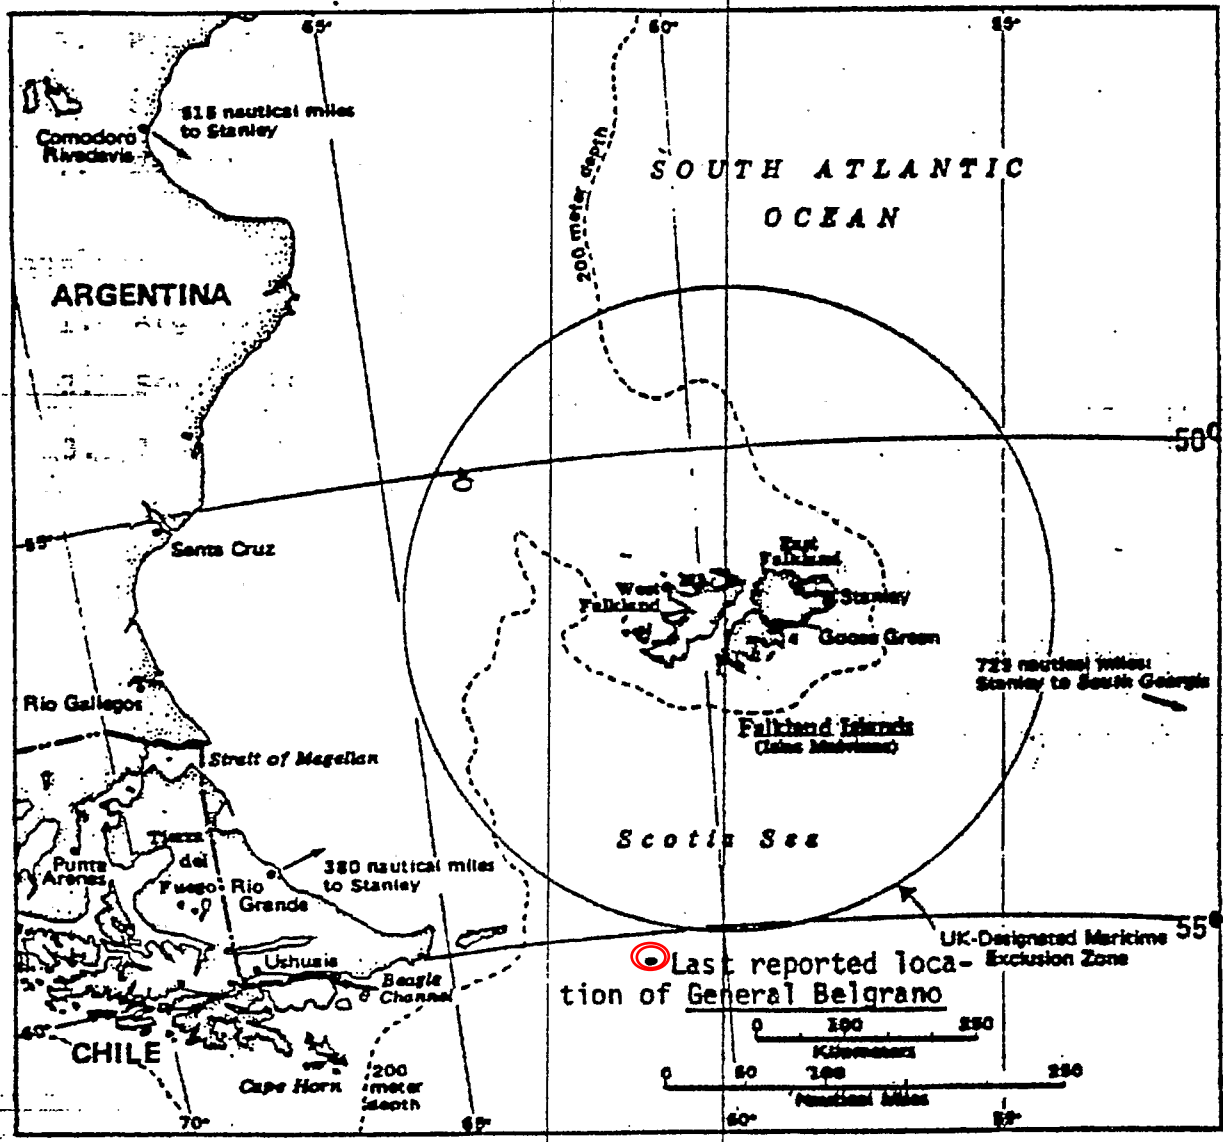 65°
60°
55°
515 nautical miles
to Stanley
Comodoro
Rivadavia
200 meter depth
SOUTH ATLANTIC
OCEAN
ARGENTINA
50°
Santa Cruz
East
Falkland
West
Falkland
Stanley
Goose Green
723 nautical miles:
Stanley to South Georgia
Rio Gallegos
Falkland Islands
(Islas Malvinas)
Strait of Magellan
Scotia Sea
Tierra
del
Fuego
Punta
Arenas
380 nautical miles
to Stanley
Rio
Grande
UK-Designated Maritime
Exclusion Zone
55°
Ushuaia
Beagle
Channel
Last reported loca-
tion of General Belgrano
0 100 250
Kilometers
0 50 100 250
Nautical Miles
CHILE
Cape Horn
200
meter
depth
70°
65°
60°
55°